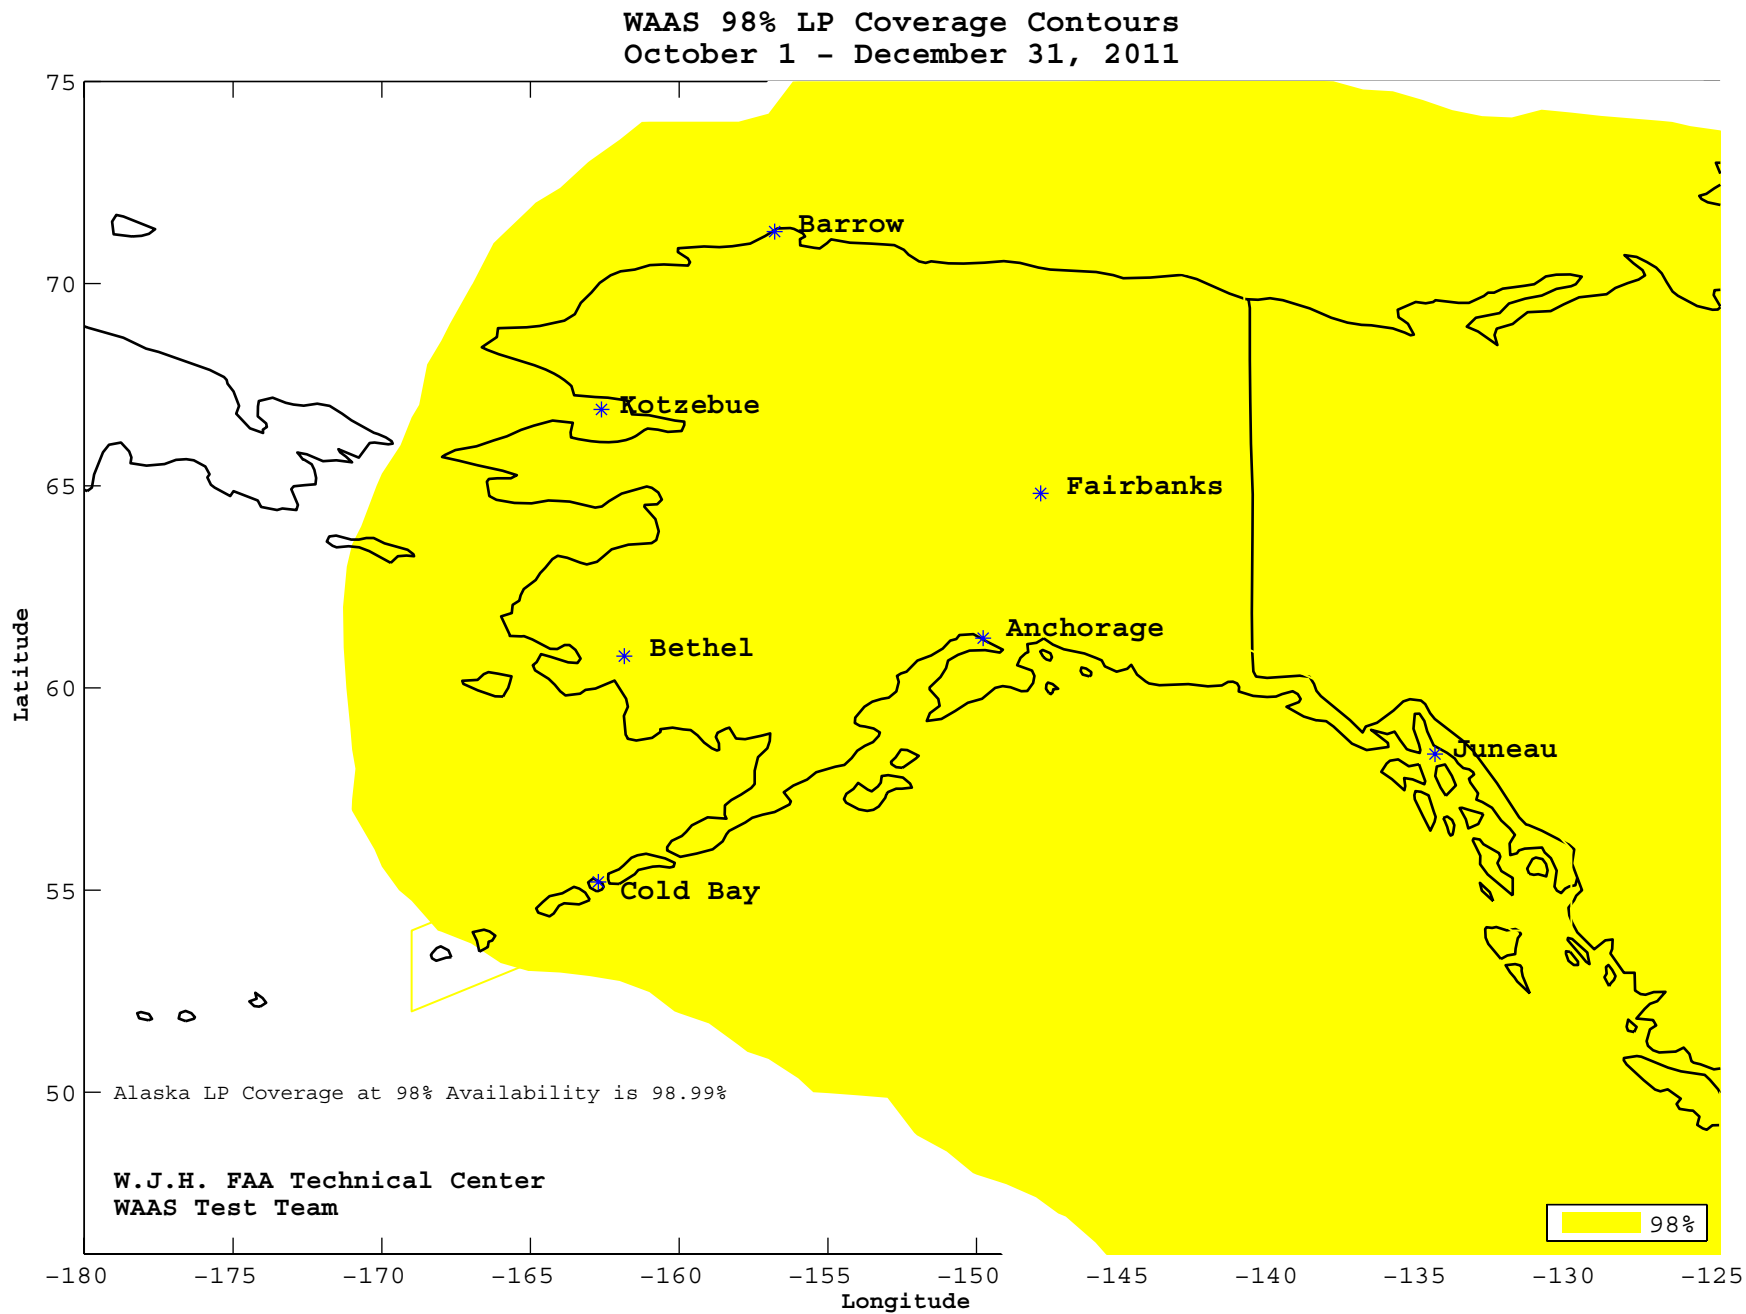 WAAS 98% LP Coverage Contours
October 1 – December 31, 2011
75
70
65
60
55
50
Latitude
Barrow
Kotzebue
Fairbanks
Anchorage
Bethel
Juneau
Cold Bay
Alaska LP Coverage at 98% Availability is 98.99%
W.J.H. FAA Technical Center
WAAS Test Team
98%
−180 −175 −170 −165 −160 −155 −150 −145 −140 −135 −130 −125
Longitude